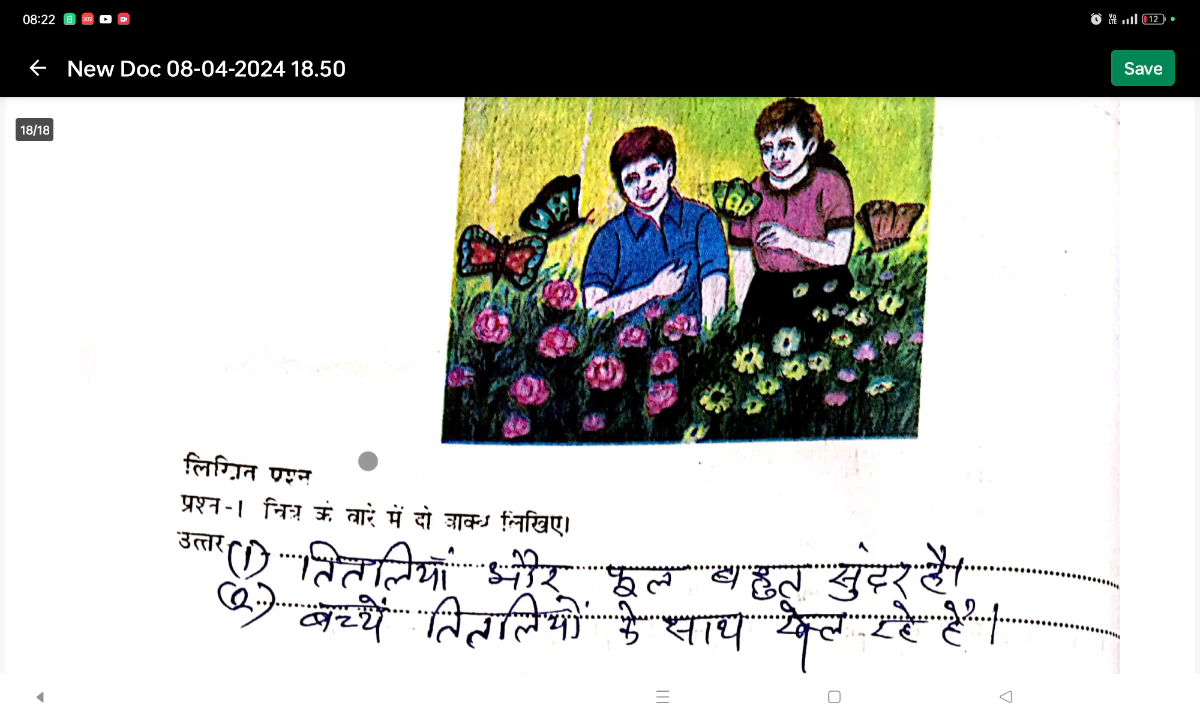 08:22
12
New Doc 08-04-2024 18.50
Save
18/18
लिखित प्रश्न
प्रश्न-1 चित्र के बारे में दो वाक्य लिखिए।
उत्तर
(1) तितलियाँ और फूल बहुत सुंदर है।
(2) बच्चें तितलियों के साथ खेल रहे हैं।